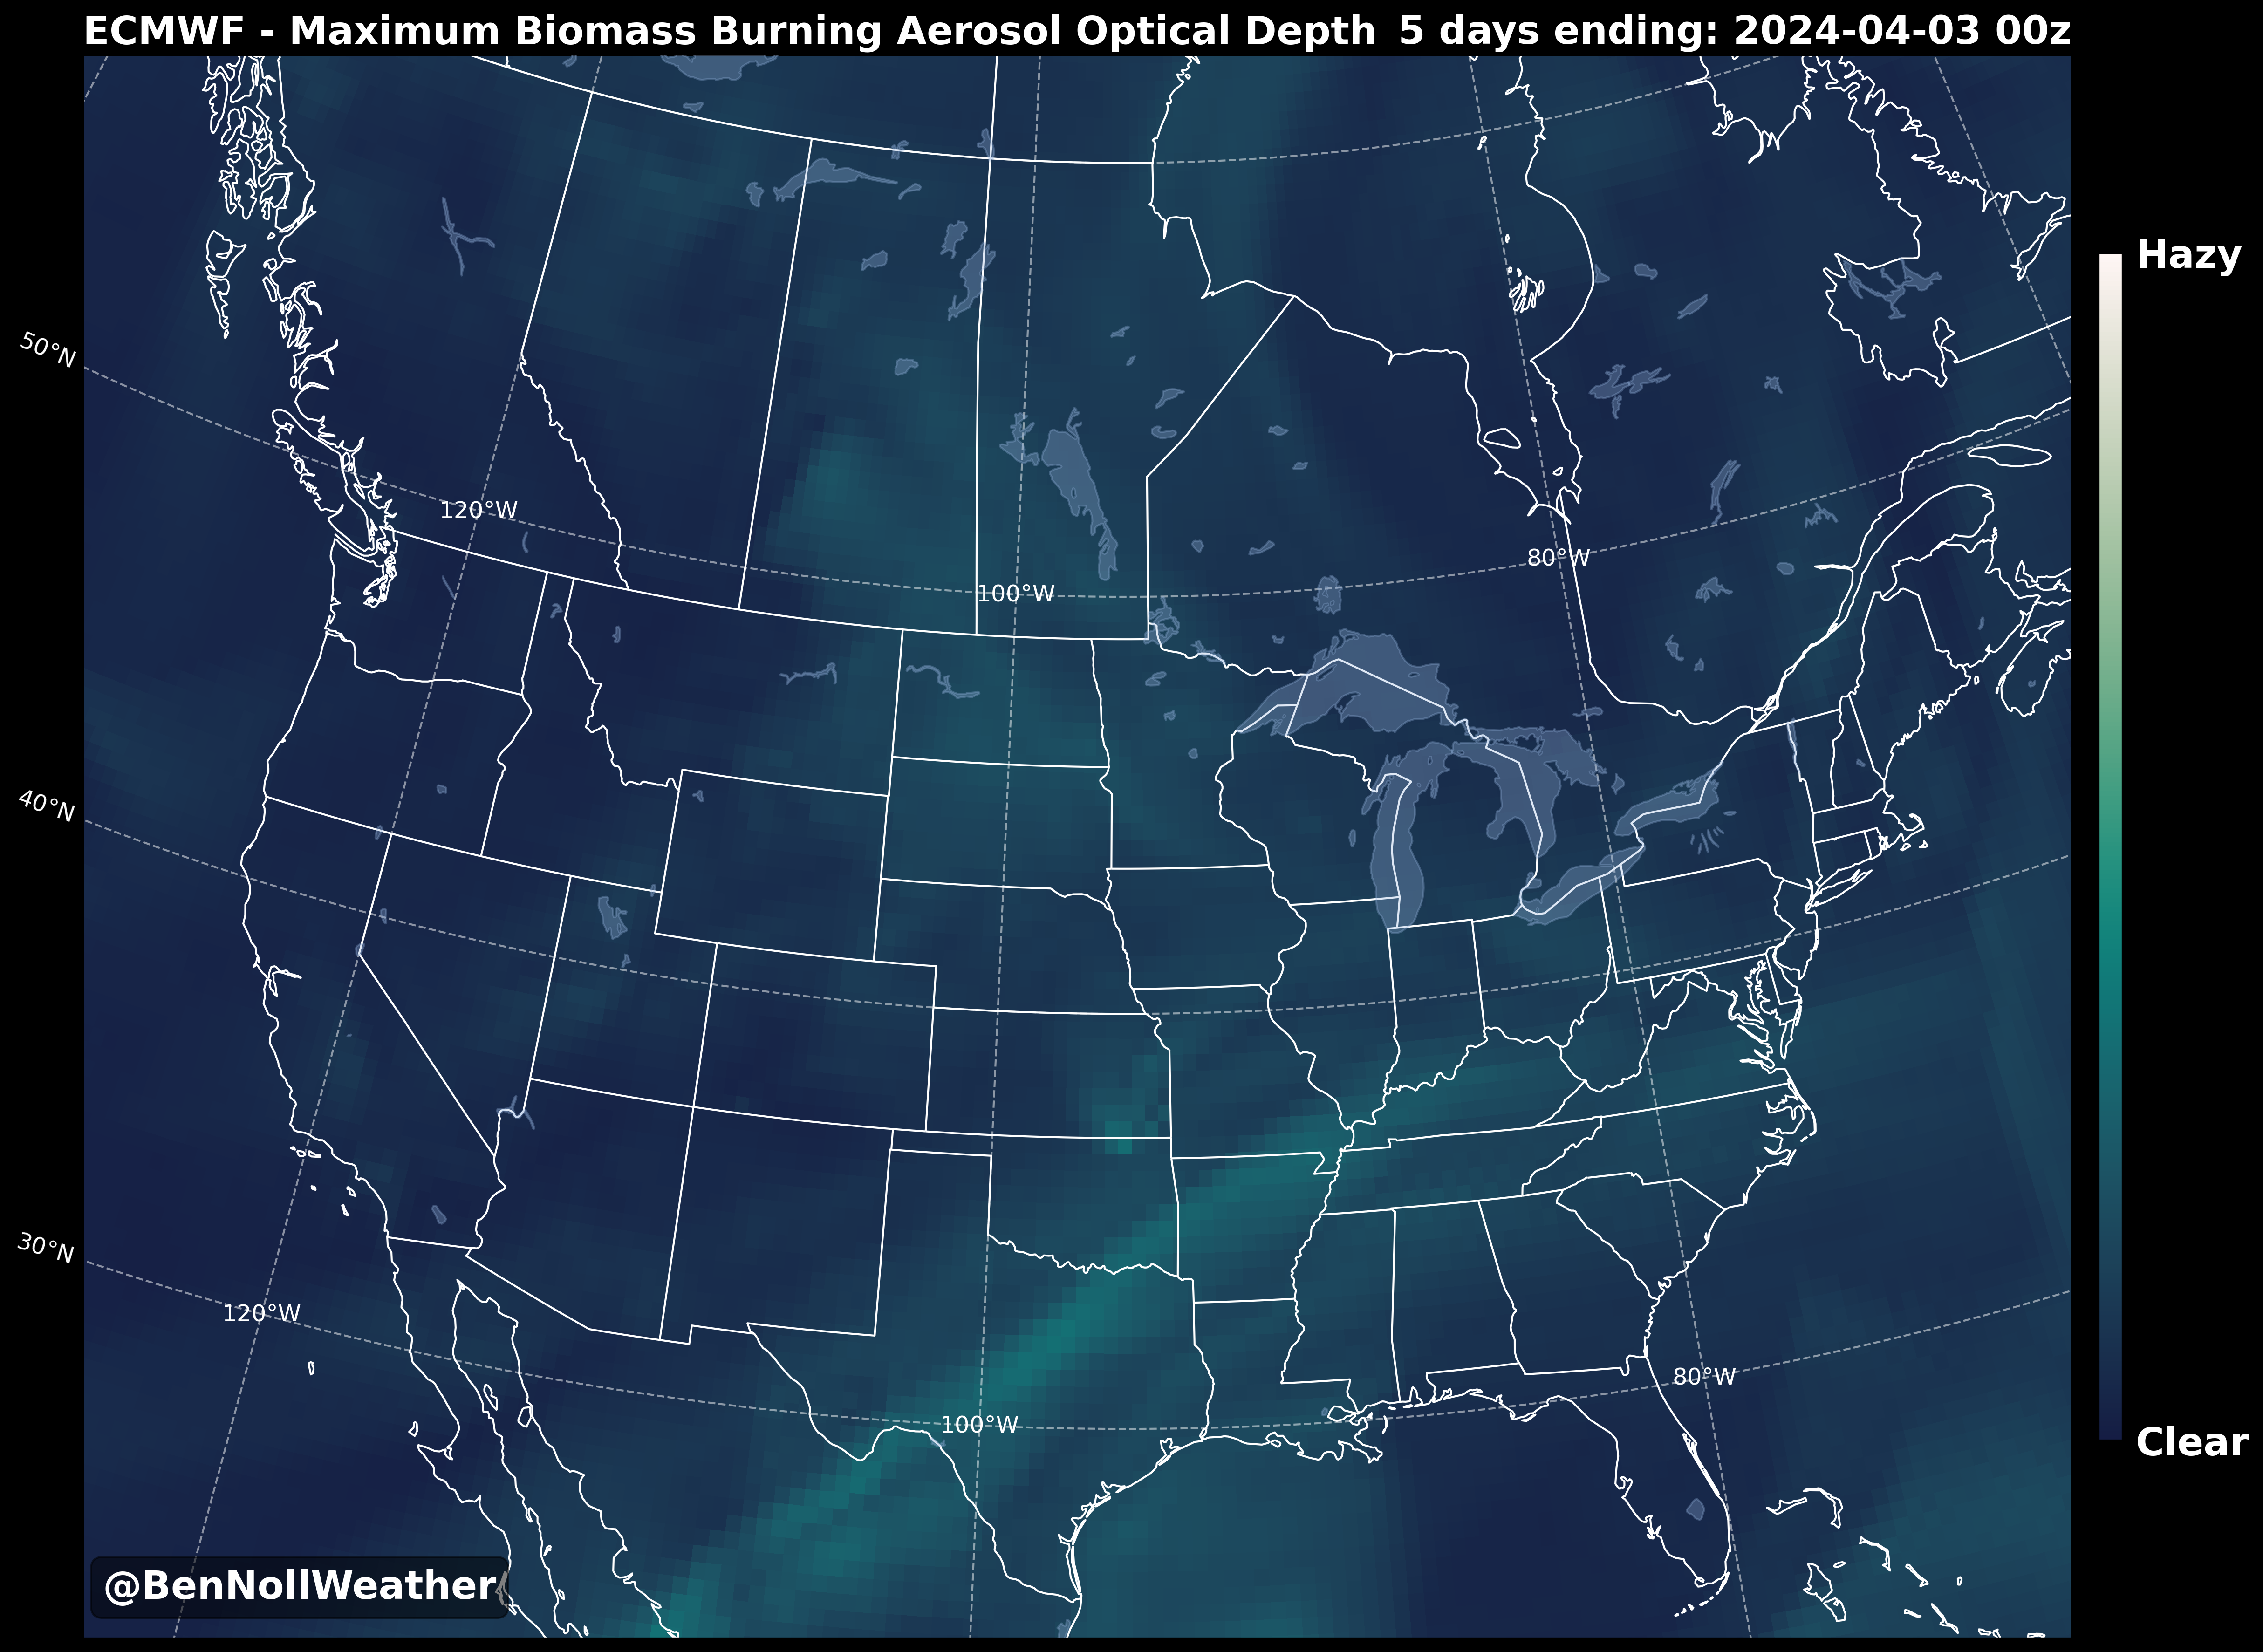 ECMWF - Maximum Biomass Burning Aerosol Optical Depth 5 days ending: 2024-04-03 00z
Hazy
50°N
120°W
80°W
100°W
40°N
30°N
120°W
80°W
100°W
Clear
@BenNollWeather